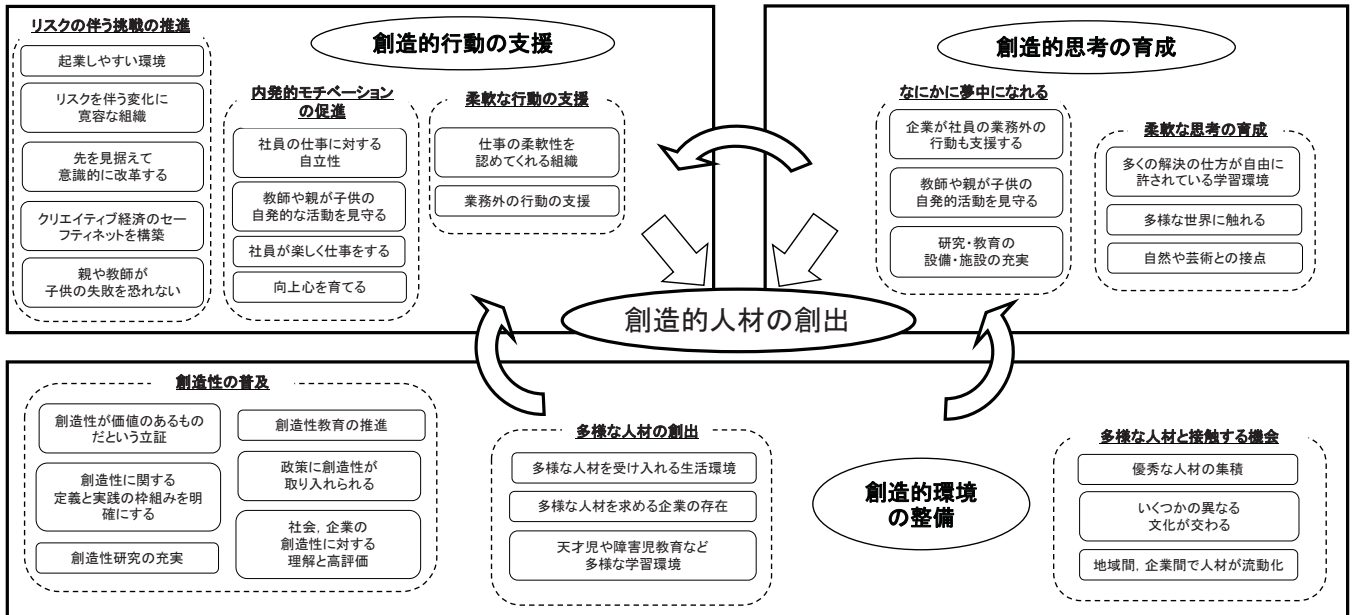 創造的行動の支援
リスクの伴う挑戦の推進
起業しやすい環境
リスクを伴う変化に
寛容な組織
先を見据えて
意識的に改革する
クリエイティブ経済のセー
フティネットを構築
親や教師が
子供の失敗を恐れない
内発的モチベーション
の促進
社員の仕事に対する
自立性
教師や親が子供の
自発的な活動を見守る
社員が楽しく仕事をする
向上心を育てる
柔軟な行動の支援
仕事の柔軟性を
認めてくれる組織
業務外の行動の支援
創造的思考の育成
なにかに夢中になれる
企業が社員の業務外の
行動も支援する
教師や親が子供の
自発的活動を見守る
研究・教育の
設備・施設の充実
柔軟な思考の育成
多くの解決の仕方が自由に
許されている学習環境
多様な世界に触れる
自然や芸術との接点
創造的人材の創出
創造性の普及
創造性が価値のあるもの
だという立証
創造性に関する
定義と実践の枠組みを明
確にする
創造性研究の充実
創造性教育の推進
政策に創造性が
取り入れられる
社会，企業の
創造性に対する
理解と高評価
多様な人材の創出
多様な人材を受け入れる生活環境
多様な人材を求める企業の存在
天才児や障害児教育など
多様な学習環境
創造的環境
の整備
多様な人材と接触する機会
優秀な人材の集積
いくつかの異なる
文化が交わる
地域間，企業間で人材が流動化